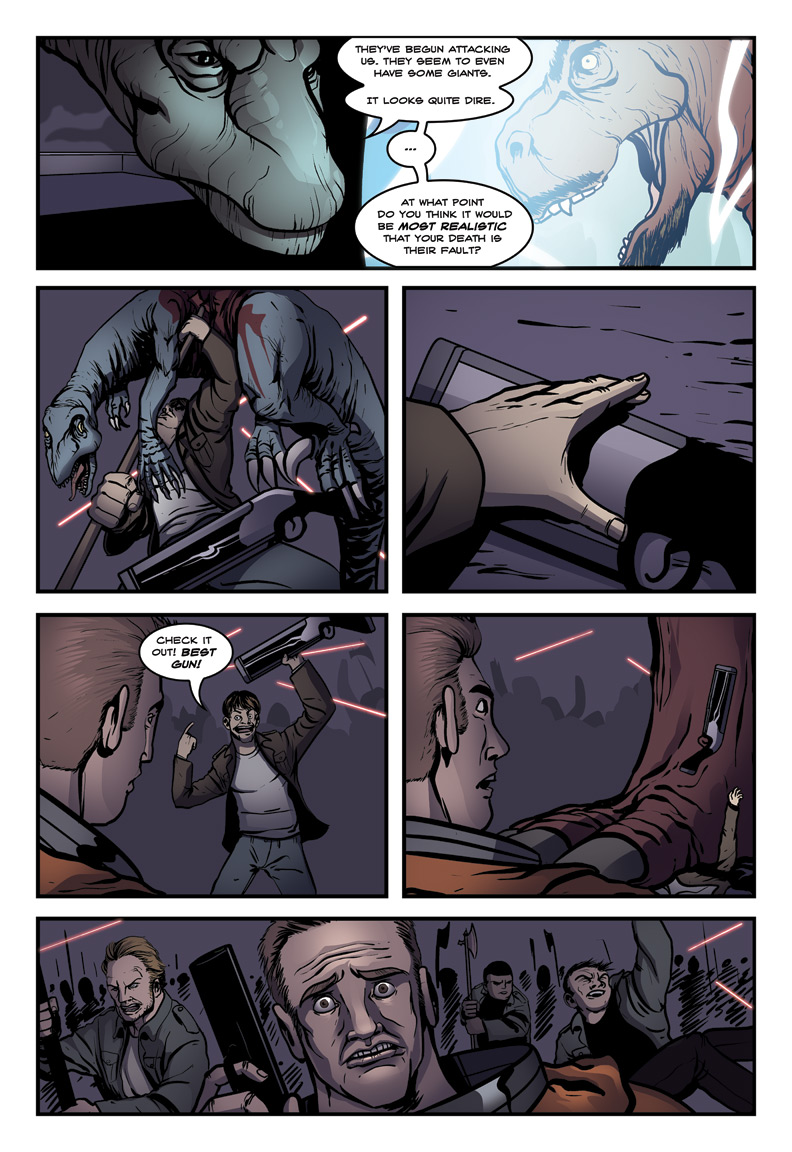 THEY'VE BEGUN ATTACKING
US. THEY SEEM TO EVEN
HAVE SOME GIANTS.
IT LOOKS QUITE DIRE.
...
AT WHAT POINT
DO YOU THINK IT WOULD
BE MOST REALISTIC
THAT YOUR DEATH IS
THEIR FAULT?
CHECK IT
OUT! BEST
GUN!